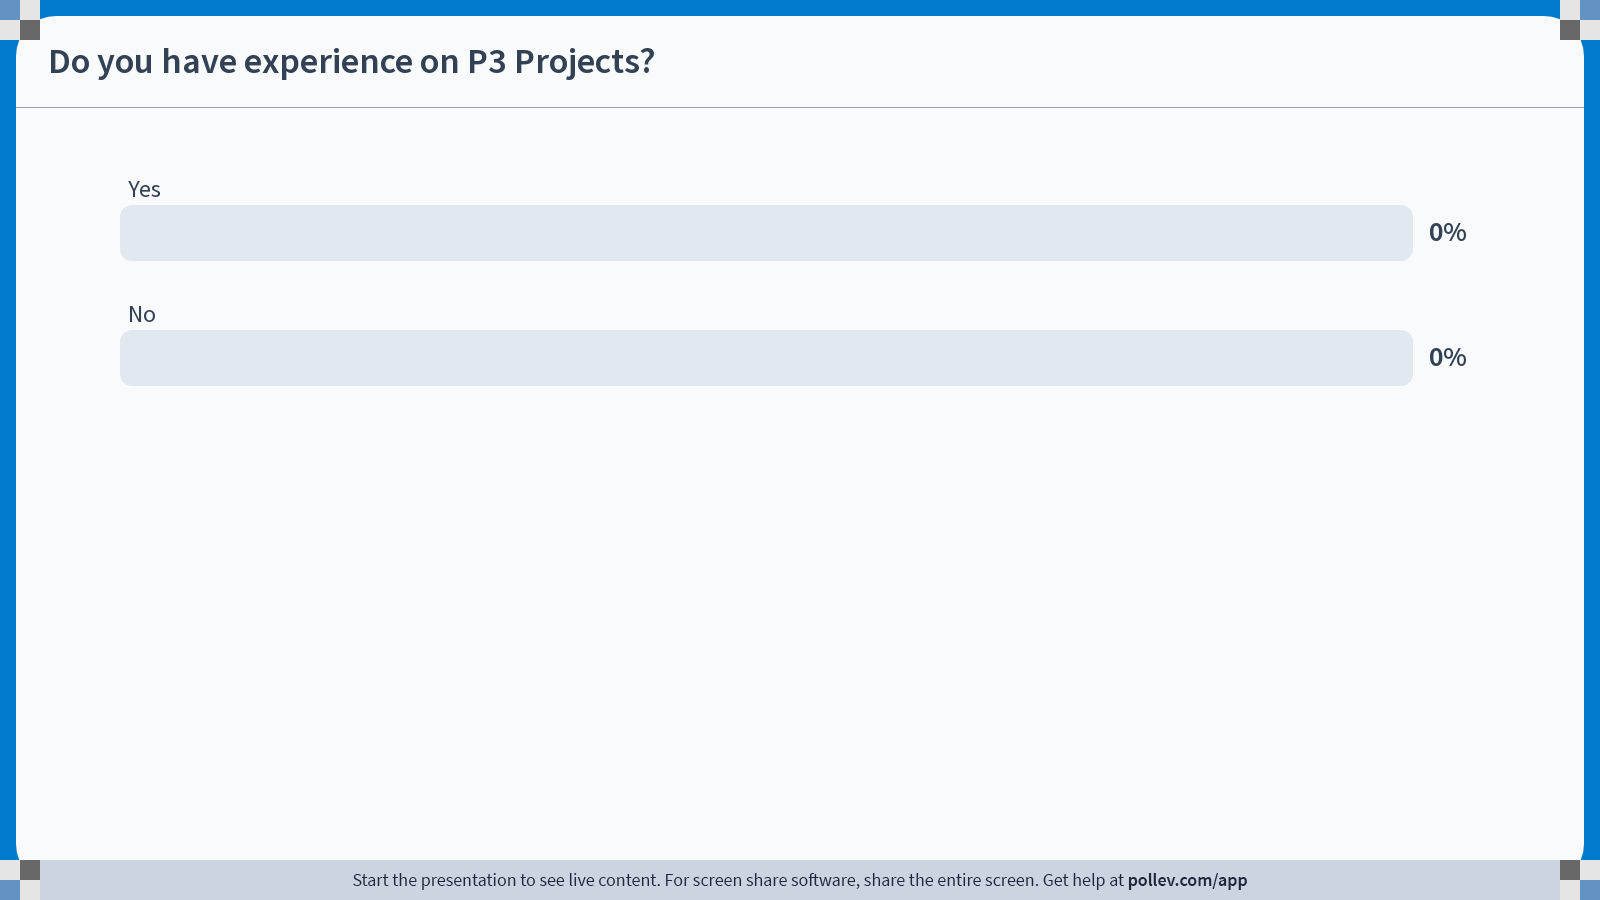 Do you have experience on P3 Projects?
Yes
0%
No
0%
Start the presentation to see live content. For screen share software, share the entire screen. Get help at pollev.com/app